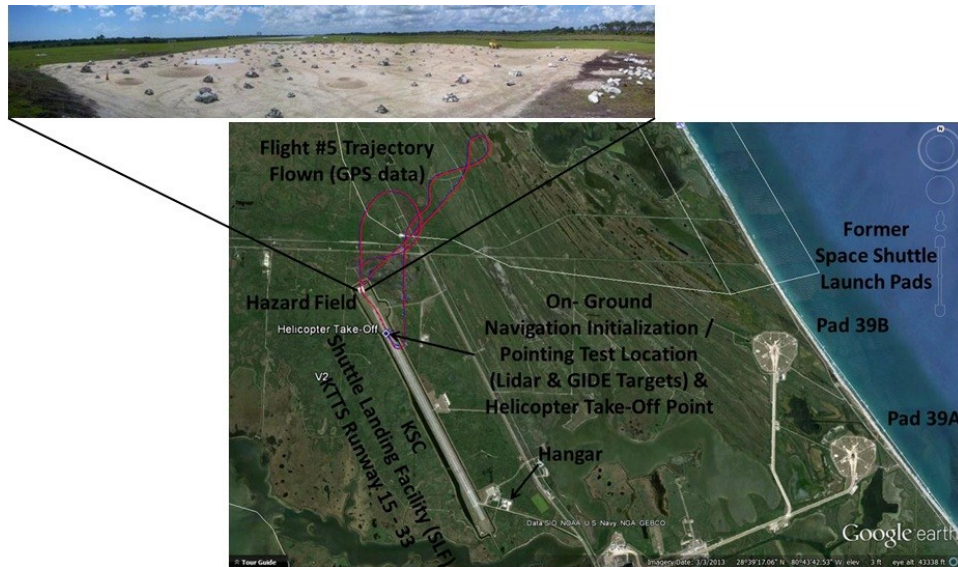 Flight #5 Trajectory
Flown (GPS data)
N
Former
Space Shuttle
Launch Pads
Hazard Field
On- Ground
Navigation Initialization /
Pointing Test Location
(Lidar & GIDE Targets) &
Helicopter Take-Off Point
Helicopter Take-Off
Pad 39B
V2
KSC
Shuttle Landing Facility (SLF)
KTTS Runway 15 - 33
Pad 39A
Hangar
Data SIO, NOAA, U.S. Navy, NGA, GEBCO
Google earth
Tour Guide
Imagery Date: 3/3/2013 28°39'17.06" N 80°43'42.53" W elev 3 ft eye alt 43338 ft